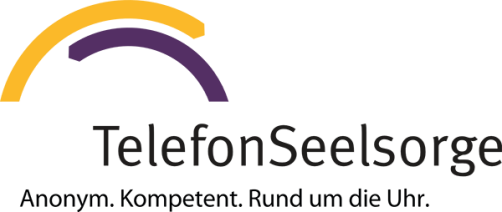 TelefonSeelsorge
Anonym. Kompetent. Rund um die Uhr.